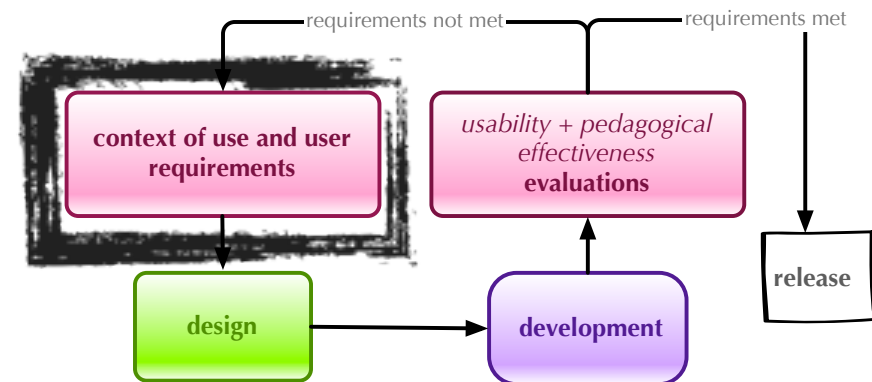 requirements not met
requirements met
context of use and user
requirements
usability + pedagogical
effectiveness
evaluations
release
design
development